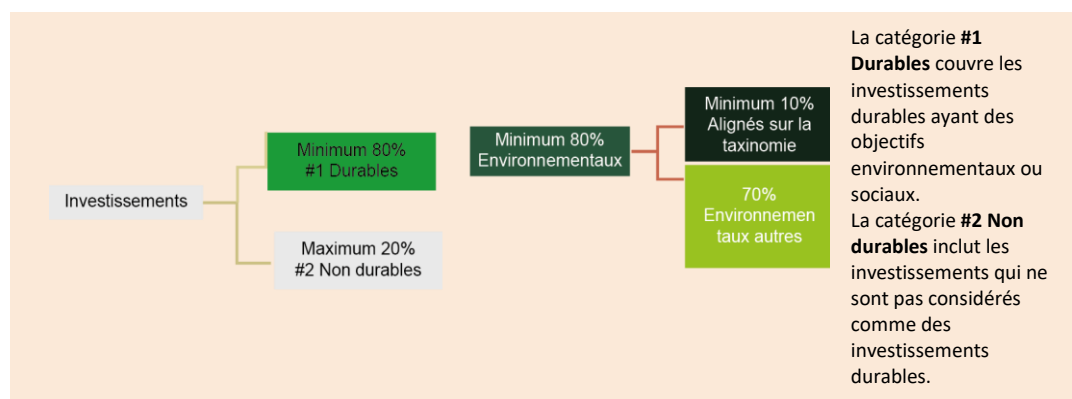 Investissements
Minimum 80%
#1 Durables
Maximum 20%
#2 Non durables
Minimum 80%
Environnementaux
Minimum 10%
Alignés sur la
taxinomie
70%
Environnemen
taux autres
La catégorie #1
Durables couvre les
investissements
durables ayant des
objectifs
environnementaux ou
sociaux.
La catégorie #2 Non
durables inclut les
investissements qui ne
sont pas considérés
comme des
investissements
durables.